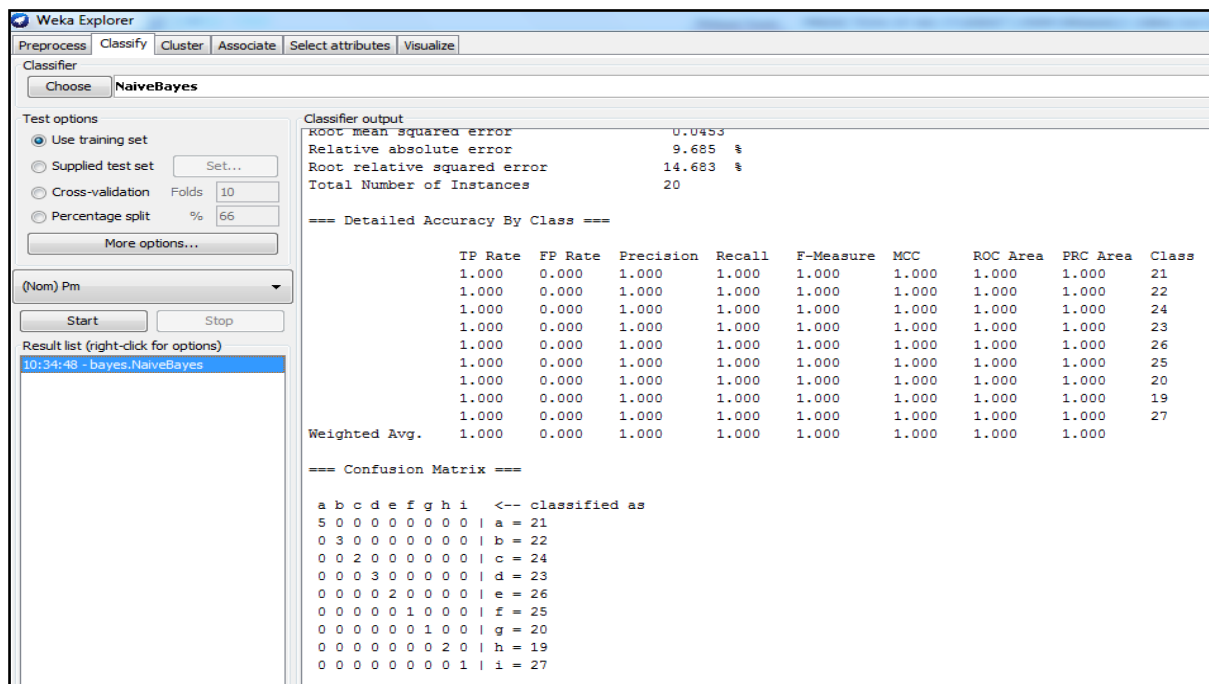 Weka Explorer
Preprocess Classify Cluster Associate Select attributes Visualize
Classifier
Choose NaiveBayes
Test options
Use training set
Supplied test set Set...
Cross-validation Folds 10
Percentage split % 66
More options...
(Nom) Pm
Start Stop
Result list (right-click for options)
10:34:48 - bayes.NaiveBayes
Classifier output
Root mean squared error 0.0453
Relative absolute error 9.685 %
Root relative squared error 14.683 %
Total Number of Instances 20
=== Detailed Accuracy By Class ===
TP Rate FP Rate Precision Recall F-Measure MCC ROC Area PRC Area Class
1.000 0.000 1.000 1.000 1.000 1.000 1.000 1.000 21
1.000 0.000 1.000 1.000 1.000 1.000 1.000 1.000 22
1.000 0.000 1.000 1.000 1.000 1.000 1.000 1.000 24
1.000 0.000 1.000 1.000 1.000 1.000 1.000 1.000 23
1.000 0.000 1.000 1.000 1.000 1.000 1.000 1.000 26
1.000 0.000 1.000 1.000 1.000 1.000 1.000 1.000 25
1.000 0.000 1.000 1.000 1.000 1.000 1.000 1.000 20
1.000 0.000 1.000 1.000 1.000 1.000 1.000 1.000 19
1.000 0.000 1.000 1.000 1.000 1.000 1.000 1.000 27
Weighted Avg. 1.000 0.000 1.000 1.000 1.000 1.000 1.000 1.000
=== Confusion Matrix ===
a b c d e f g h i <-- classified as
5 0 0 0 0 0 0 0 0 | a = 21
0 3 0 0 0 0 0 0 0 | b = 22
0 0 2 0 0 0 0 0 0 | c = 24
0 0 0 3 0 0 0 0 0 | d = 23
0 0 0 0 2 0 0 0 0 | e = 26
0 0 0 0 0 1 0 0 0 | f = 25
0 0 0 0 0 0 1 0 0 | g = 20
0 0 0 0 0 0 0 2 0 | h = 19
0 0 0 0 0 0 0 0 1 | i = 27